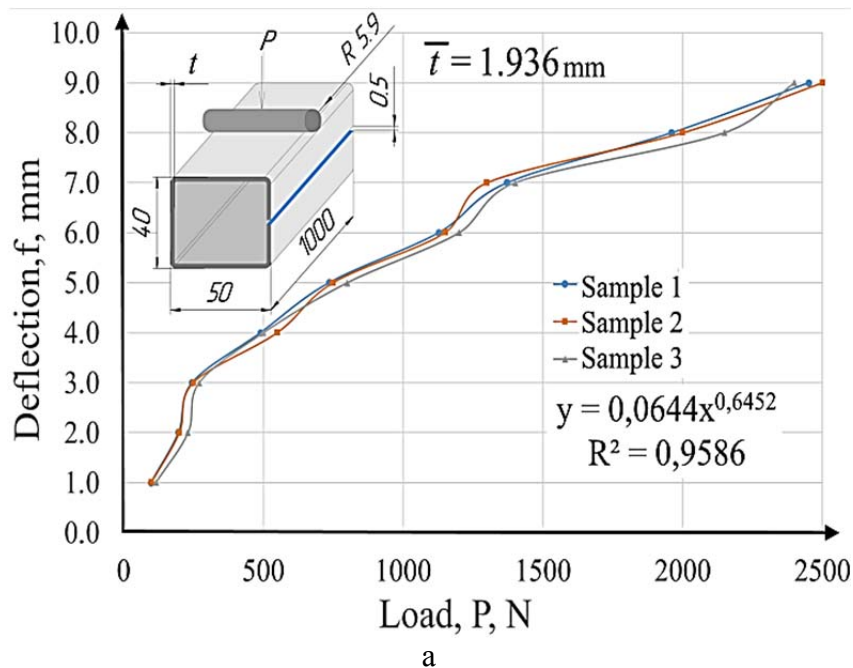 10.0
9.0
8.0
7.0
6.0
5.0
4.0
3.0
2.0
1.0
0.0
Deflection,f, mm
t
P
R 5.9
0.5
40
50
1000
t = 1.936 mm
Sample 1
Sample 2
Sample 3
y = 0,0644x^0,6452
R² = 0,9586
0 500 1000 1500 2000 2500
Load, P, N
a